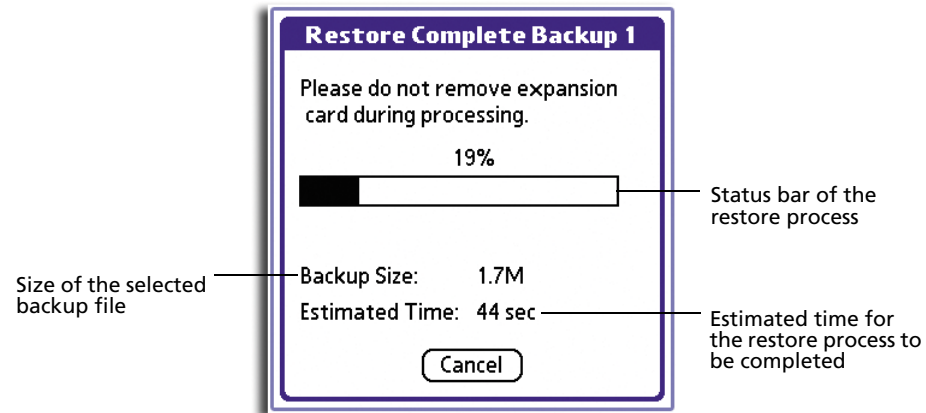 Restore Complete Backup 1
Please do not remove expansion
card during processing.
19%
Status bar of the
restore process
Size of the selected
backup file
Backup Size: 1.7M
Estimated Time: 44 sec
Estimated time for
the restore process to
be completed
Cancel